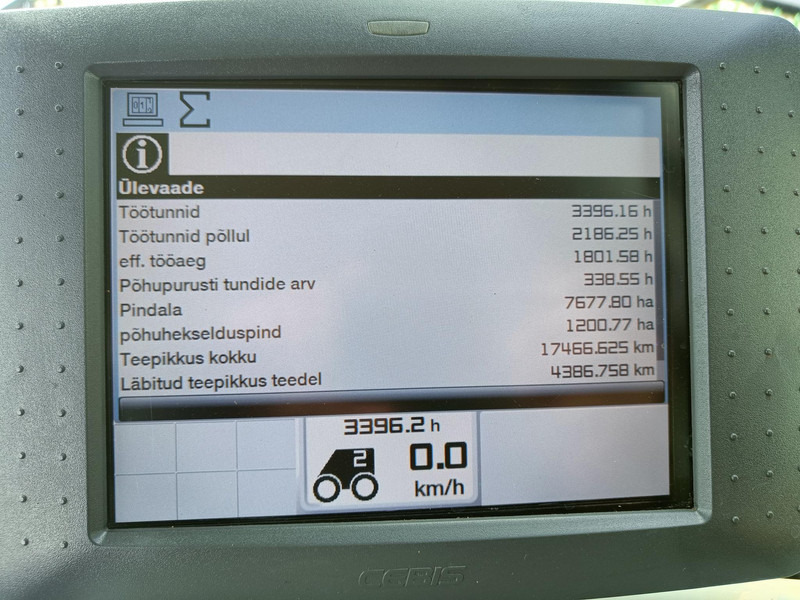 Ülevaade
Töötunnid 3396.16 h
Töötunnid põllul 2186.25 h
eff. tööaeg 1801.58 h
Põhupurusti tundide arv 338.55 h
Pindala 7677.80 ha
põhuhekselduspind 1200.77 ha
Teepikkus kokku 17466.625 km
Läbitud teepikkus teedel 4386.758 km
3396.2 h
2 0.0
km/h
CEBIS